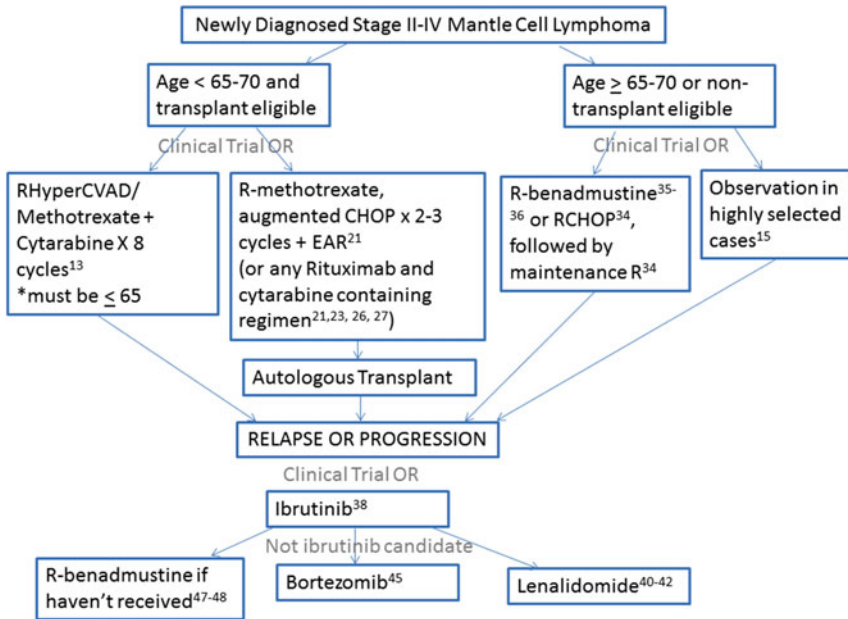 Newly Diagnosed Stage II-IV Mantle Cell Lymphoma
Age < 65-70 and
transplant eligible
Age ≥ 65-70 or non-
transplant eligible
Clinical Trial OR
Clinical Trial OR
RHyperCVAD/
Methotrexate +
Cytarabine X 8
cycles¹³
*must be ≤ 65
R-methotrexate,
augmented CHOP x 2-3
cycles + EAR²¹
(or any Rituximab and
cytarabine containing
regimen²¹,²³, ²⁶, ²⁷)
R-benadmustine³⁵-
³⁶ or RCHOP³⁴,
followed by
maintenance R³⁴
Observation in
highly selected
cases¹⁵
Autologous Transplant
RELAPSE OR PROGRESSION
Clinical Trial OR
Ibrutinib³⁸
Not ibrutinib candidate
R-benadmustine if
haven't received⁴⁷-⁴⁸
Bortezomib⁴⁵
Lenalidomide⁴⁰-⁴²